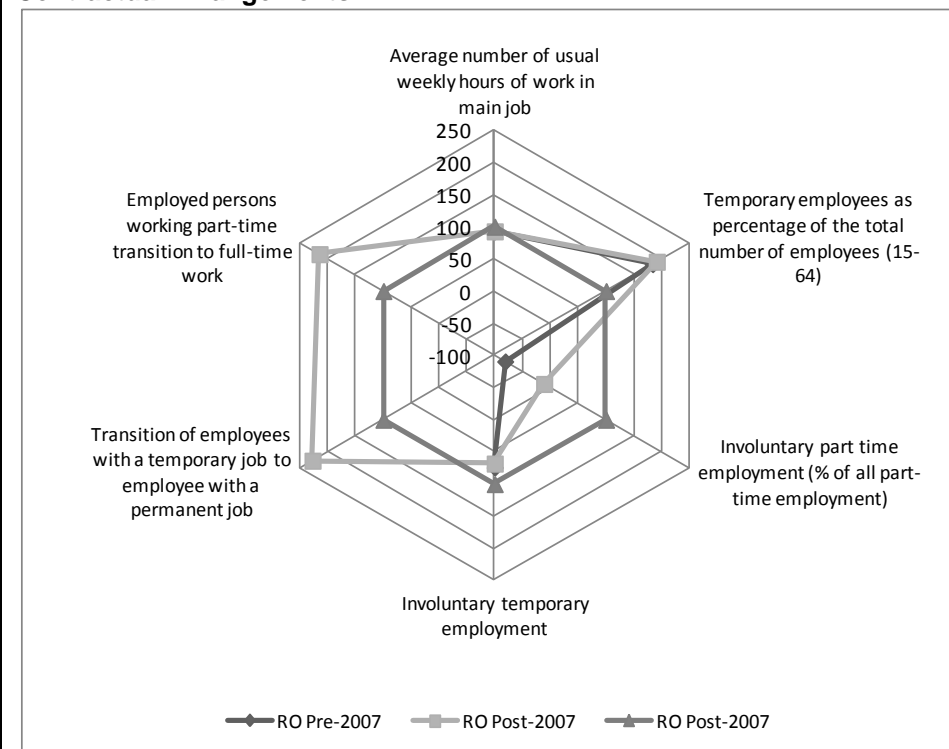 Average number of usual
weekly hours of work in
main job
250
200
150
100
50
0
-50
-100
Temporary employees as
percentage of the total
number of employees (15-
64)
Involuntary part time
employment (% of all part-
time employment)
Involuntary temporary
employment
Transition of employees
with a temporary job to
employee with a
permanent job
Employed persons
working part-time
transition to full-time
work
RO Pre-2007 RO Post-2007 RO Post-2007